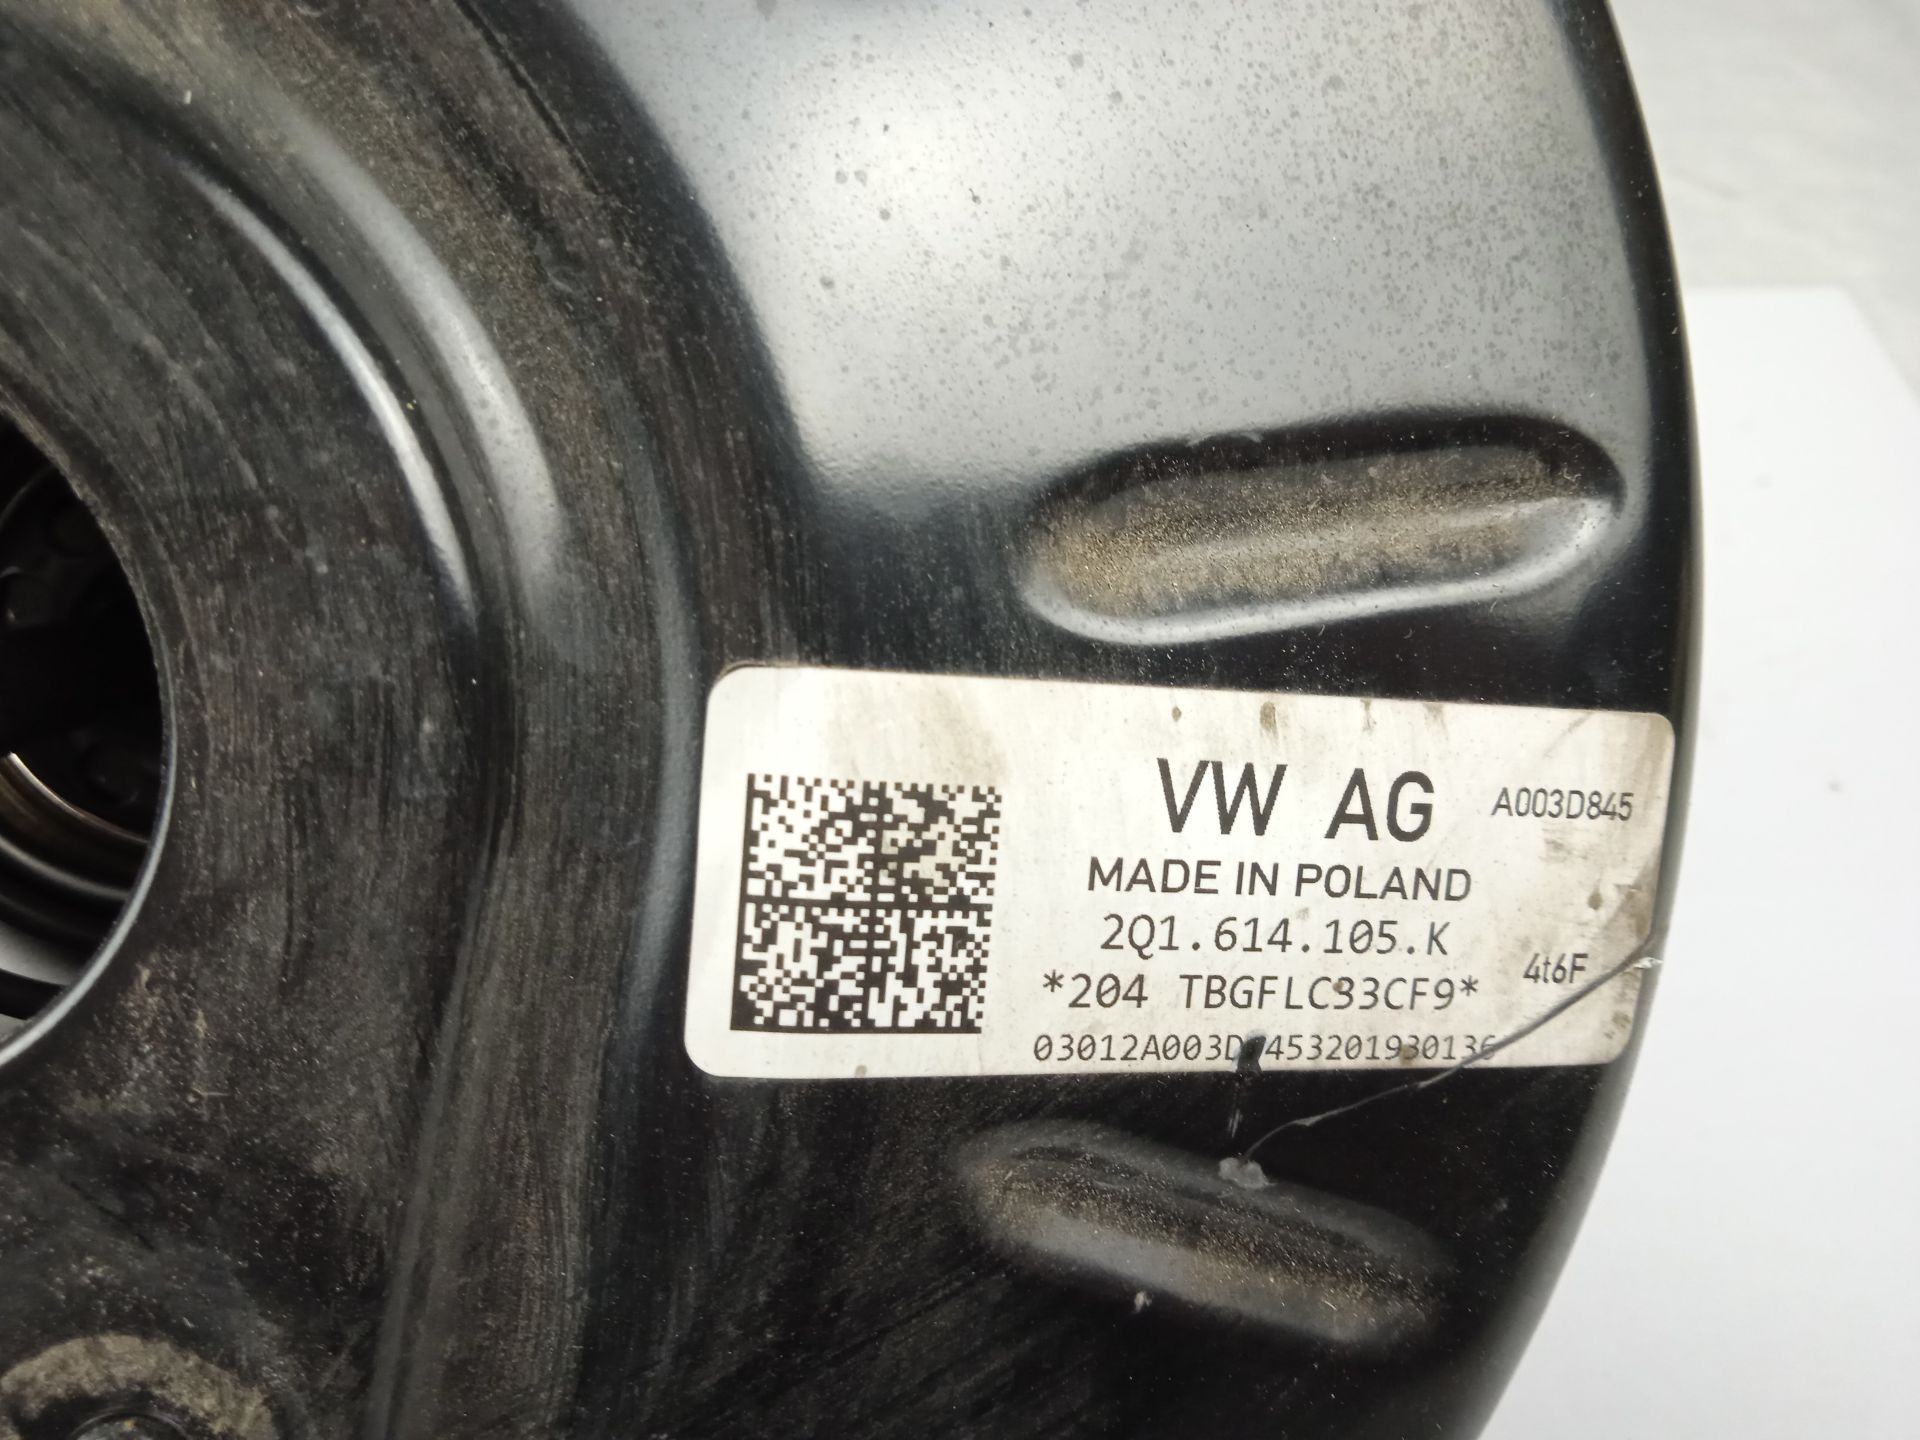 VW AG A003D845
MADE IN POLAND
2Q1.614.105.K
*204 TBGFLC33CF9* 4t6F